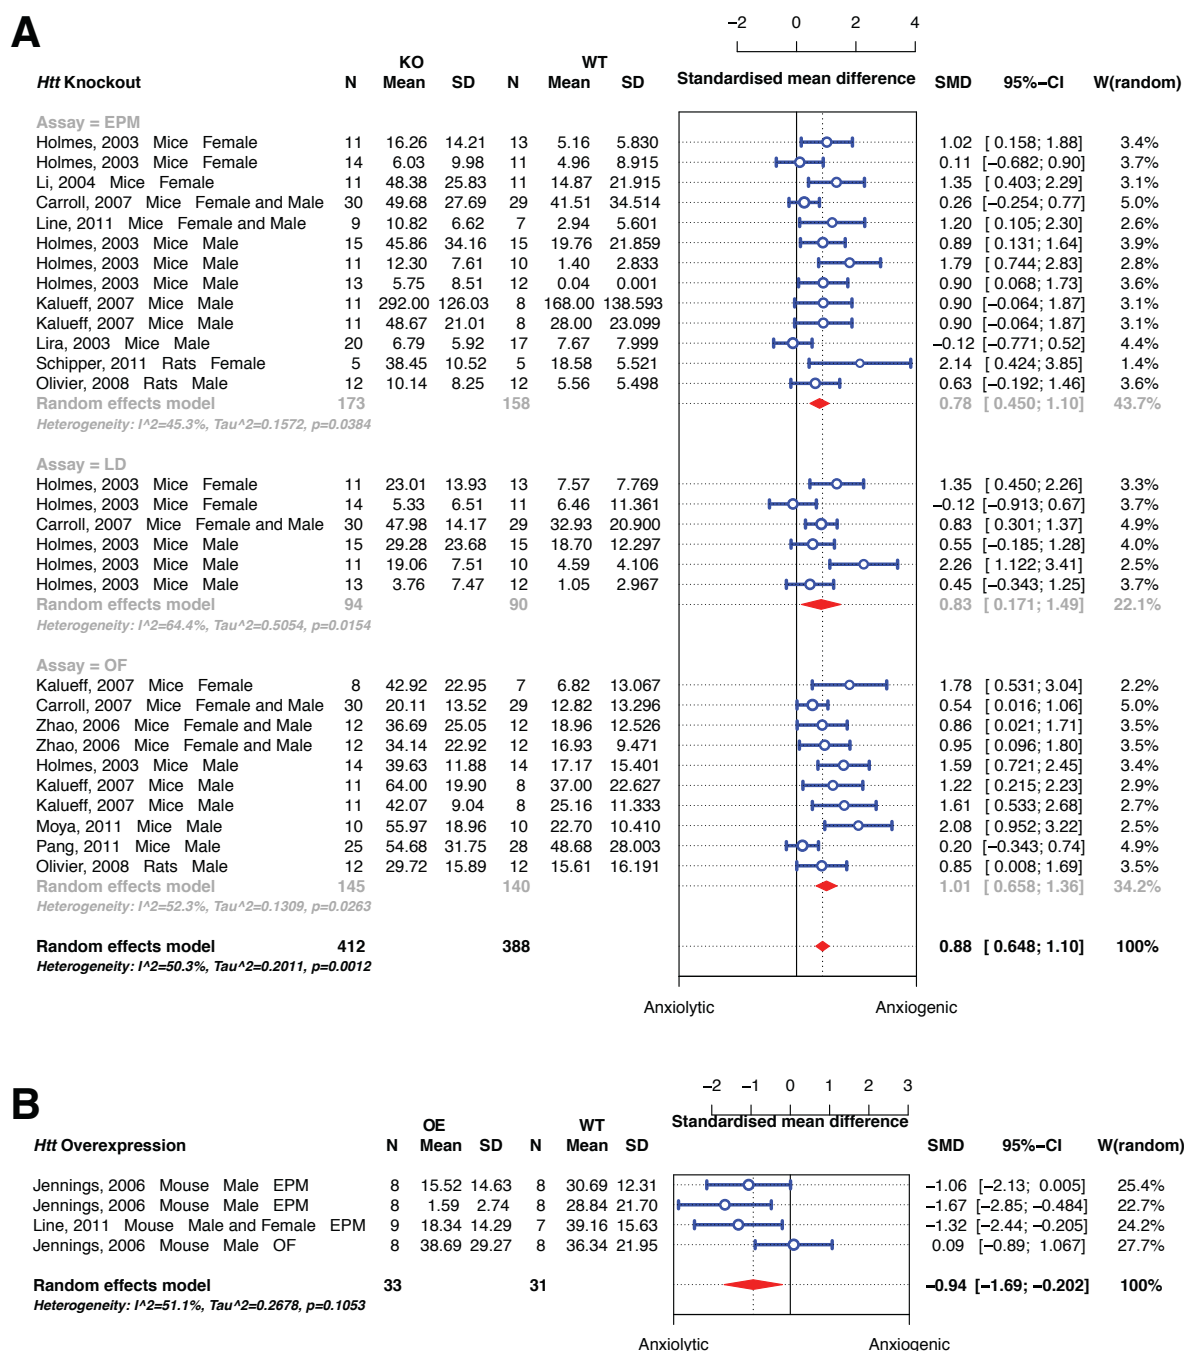 A
−2 0 2 4
KO WT
Htt Knockout N Mean SD N Mean SD Standardised mean difference SMD 95%−CI W(random)
Assay = EPM
Holmes, 2003 Mice Female 11 16.26 14.21 13 5.16 5.830 1.02 [ 0.158; 1.88] 3.4%
Holmes, 2003 Mice Female 14 6.03 9.98 11 4.96 8.915 0.11 [−0.682; 0.90] 3.7%
Li, 2004 Mice Female 11 48.38 25.83 11 14.87 21.915 1.35 [ 0.403; 2.29] 3.1%
Carroll, 2007 Mice Female and Male 30 49.68 27.69 29 41.51 34.514 0.26 [−0.254; 0.77] 5.0%
Line, 2011 Mice Female and Male 9 10.82 6.62 7 2.94 5.601 1.20 [ 0.105; 2.30] 2.6%
Holmes, 2003 Mice Male 15 45.86 34.16 15 19.76 21.859 0.89 [ 0.131; 1.64] 3.9%
Holmes, 2003 Mice Male 11 12.30 7.61 10 1.40 2.833 1.79 [ 0.744; 2.83] 2.8%
Holmes, 2003 Mice Male 13 5.75 8.51 12 0.04 0.001 0.90 [ 0.068; 1.73] 3.6%
Kalueff, 2007 Mice Male 11 292.00 126.03 8 168.00 138.593 0.90 [−0.064; 1.87] 3.1%
Kalueff, 2007 Mice Male 11 48.67 21.01 8 28.00 23.099 0.90 [−0.064; 1.87] 3.1%
Lira, 2003 Mice Male 20 6.79 5.92 17 7.67 7.999 −0.12 [−0.771; 0.52] 4.4%
Schipper, 2011 Rats Female 5 38.45 10.52 5 18.58 5.521 2.14 [ 0.424; 3.85] 1.4%
Olivier, 2008 Rats Male 12 10.14 8.25 12 5.56 5.498 0.63 [−0.192; 1.46] 3.6%
Random effects model 173 158 0.78 [ 0.450; 1.10] 43.7%
Heterogeneity: I^2=45.3%, Tau^2=0.1572, p=0.0384
Assay = LD
Holmes, 2003 Mice Female 11 23.01 13.93 13 7.57 7.769 1.35 [ 0.450; 2.26] 3.3%
Holmes, 2003 Mice Female 14 5.33 6.51 11 6.46 11.361 −0.12 [−0.913; 0.67] 3.7%
Carroll, 2007 Mice Female and Male 30 47.98 14.17 29 32.93 20.900 0.83 [ 0.301; 1.37] 4.9%
Holmes, 2003 Mice Male 15 29.28 23.68 15 18.70 12.297 0.55 [−0.185; 1.28] 4.0%
Holmes, 2003 Mice Male 11 19.06 7.51 10 4.59 4.106 2.26 [ 1.122; 3.41] 2.5%
Holmes, 2003 Mice Male 13 3.76 7.47 12 1.05 2.967 0.45 [−0.343; 1.25] 3.7%
Random effects model 94 90 0.83 [ 0.171; 1.49] 22.1%
Heterogeneity: I^2=64.4%, Tau^2=0.5054, p=0.0154
Assay = OF
Kalueff, 2007 Mice Female 8 42.92 22.95 7 6.82 13.067 1.78 [ 0.531; 3.04] 2.2%
Carroll, 2007 Mice Female and Male 30 20.11 13.52 29 12.82 13.296 0.54 [ 0.016; 1.06] 5.0%
Zhao, 2006 Mice Female and Male 12 36.69 25.05 12 18.96 12.526 0.86 [ 0.021; 1.71] 3.5%
Zhao, 2006 Mice Female and Male 12 34.14 22.92 12 16.93 9.471 0.95 [ 0.096; 1.80] 3.5%
Holmes, 2003 Mice Male 14 39.63 11.88 14 17.17 15.401 1.59 [ 0.721; 2.45] 3.4%
Kalueff, 2007 Mice Male 11 64.00 19.90 8 37.00 22.627 1.22 [ 0.215; 2.23] 2.9%
Kalueff, 2007 Mice Male 11 42.07 9.04 8 25.16 11.333 1.61 [ 0.533; 2.68] 2.7%
Moya, 2011 Mice Male 10 55.97 18.96 10 22.70 10.410 2.08 [ 0.952; 3.22] 2.5%
Pang, 2011 Mice Male 25 54.68 31.75 28 48.68 28.003 0.20 [−0.343; 0.74] 4.9%
Olivier, 2008 Rats Male 12 29.72 15.89 12 15.61 16.191 0.85 [ 0.008; 1.69] 3.5%
Random effects model 145 140 1.01 [ 0.658; 1.36] 34.2%
Heterogeneity: I^2=52.3%, Tau^2=0.1309, p=0.0263
Random effects model 412 388 0.88 [ 0.648; 1.10] 100%
Heterogeneity: I^2=50.3%, Tau^2=0.2011, p=0.0012
Anxiolytic Anxiogenic
B
−2 −1 0 1 2 3
OE WT
Htt Overexpression N Mean SD N Mean SD Standardised mean difference SMD 95%−CI W(random)
Jennings, 2006 Mouse Male EPM 8 15.52 14.63 8 30.69 12.31 −1.06 [−2.13; 0.005] 25.4%
Jennings, 2006 Mouse Male EPM 8 1.59 2.74 8 28.84 21.70 −1.67 [−2.85; −0.484] 22.7%
Line, 2011 Mouse Male and Female EPM 9 18.34 14.29 7 39.16 15.63 −1.32 [−2.44; −0.205] 24.2%
Jennings, 2006 Mouse Male OF 8 38.69 29.27 8 36.34 21.95 0.09 [−0.89; 1.067] 27.7%
Random effects model 33 31 −0.94 [−1.69; −0.202] 100%
Heterogeneity: I^2=51.1%, Tau^2=0.2678, p=0.1053
Anxiolytic Anxiogenic